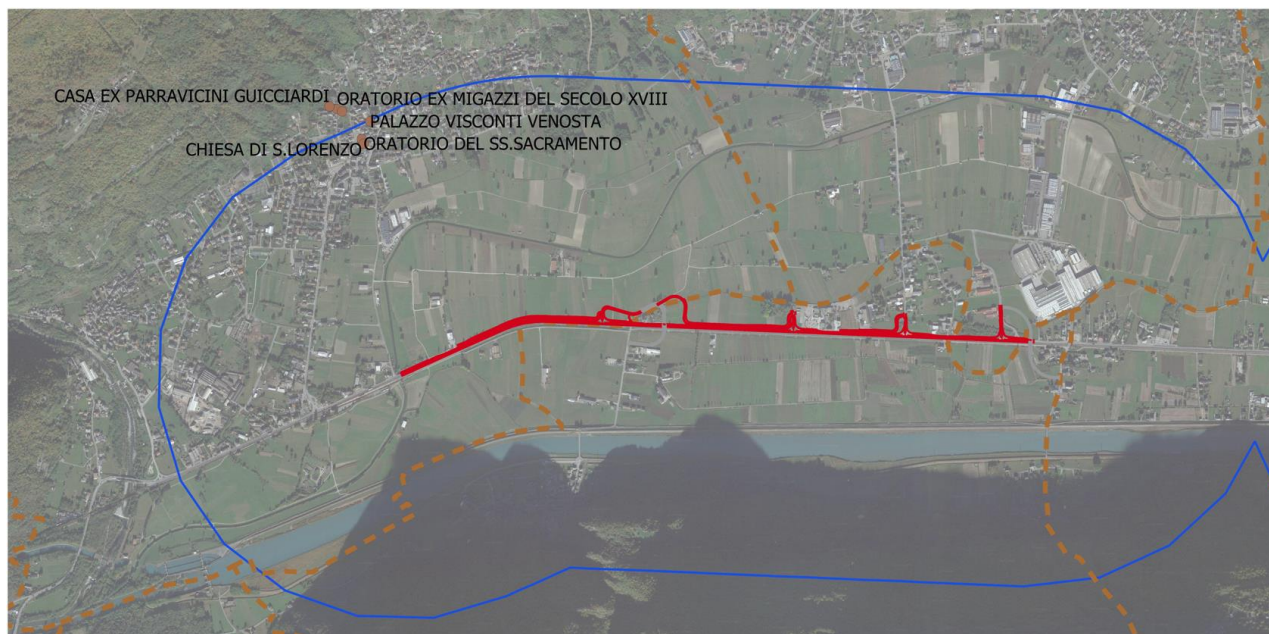 CASA EX PARRAVICINI GUICCIARDI
ORATORIO EX MIGAZZI DEL SECOLO XVIII
PALAZZO VISCONTI VENOSTA
CHIESA DI S.LORENZO
ORATORIO DEL SS.SACRAMENTO